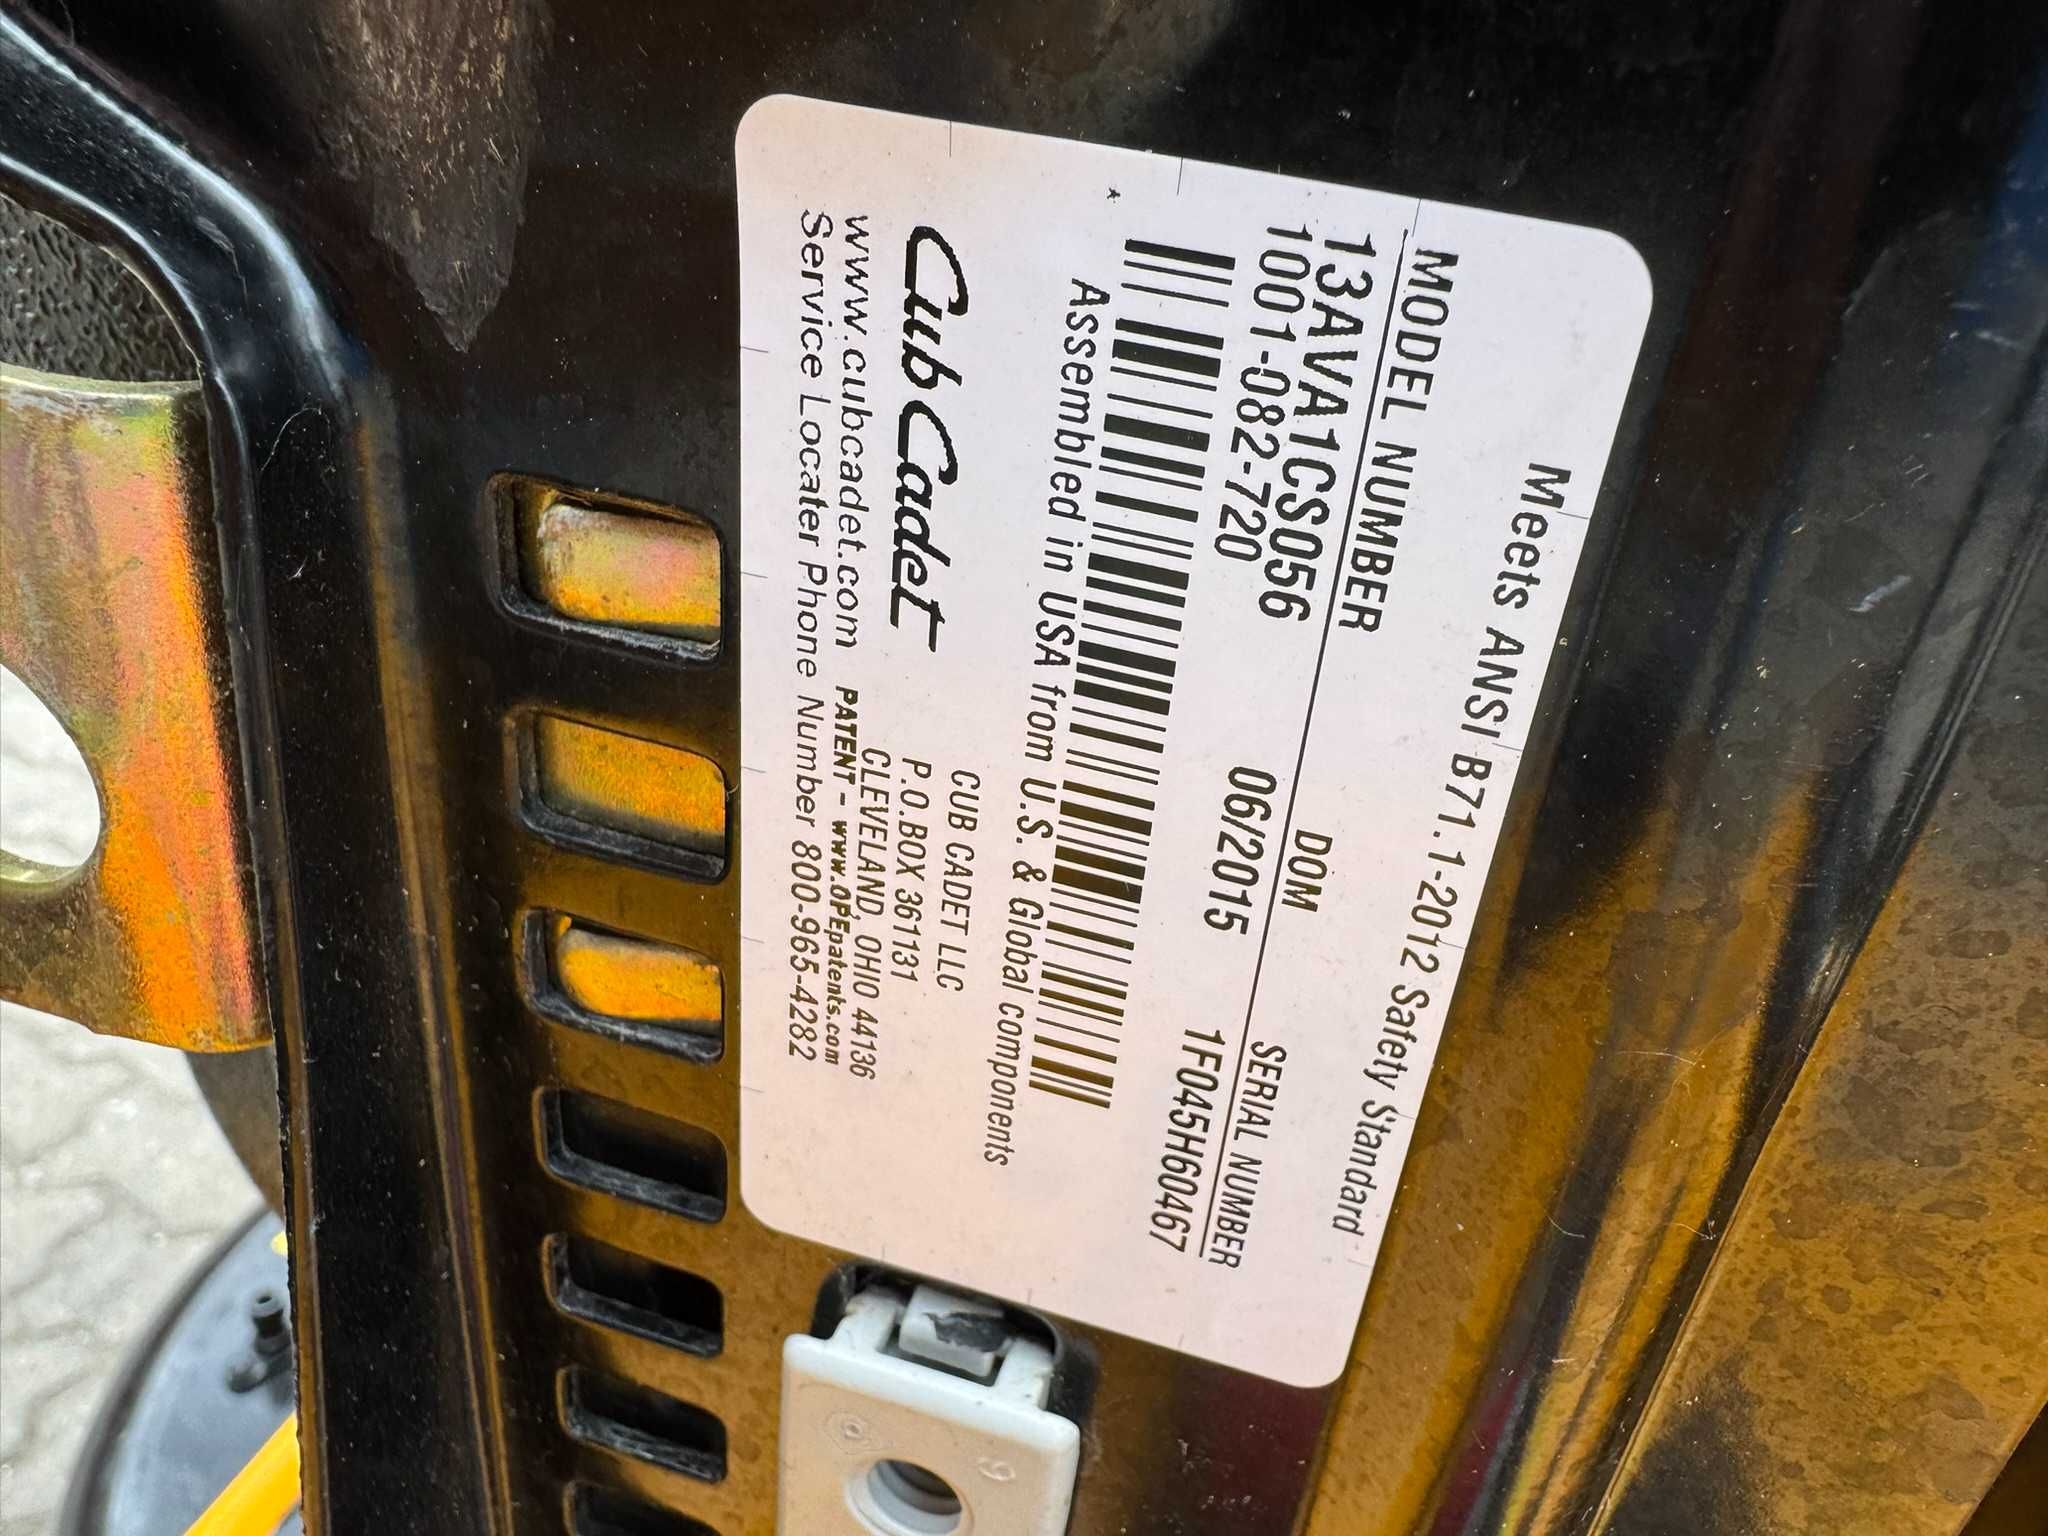 Meets ANSI B71.1-2012 Safety Standard
MODEL NUMBER DOM SERIAL NUMBER
13AVA1CS056 06/2015 1F045H60467
1001-082-720
Assembled in USA from U.S. & Global components
Cub Cadet
CUB CADET LLC
P.O.BOX 361131
CLEVELAND, OHIO 44136
www.cubcadet.com PATENT - www.OPEpatents.com
Service Locater Phone Number 800-965-4282